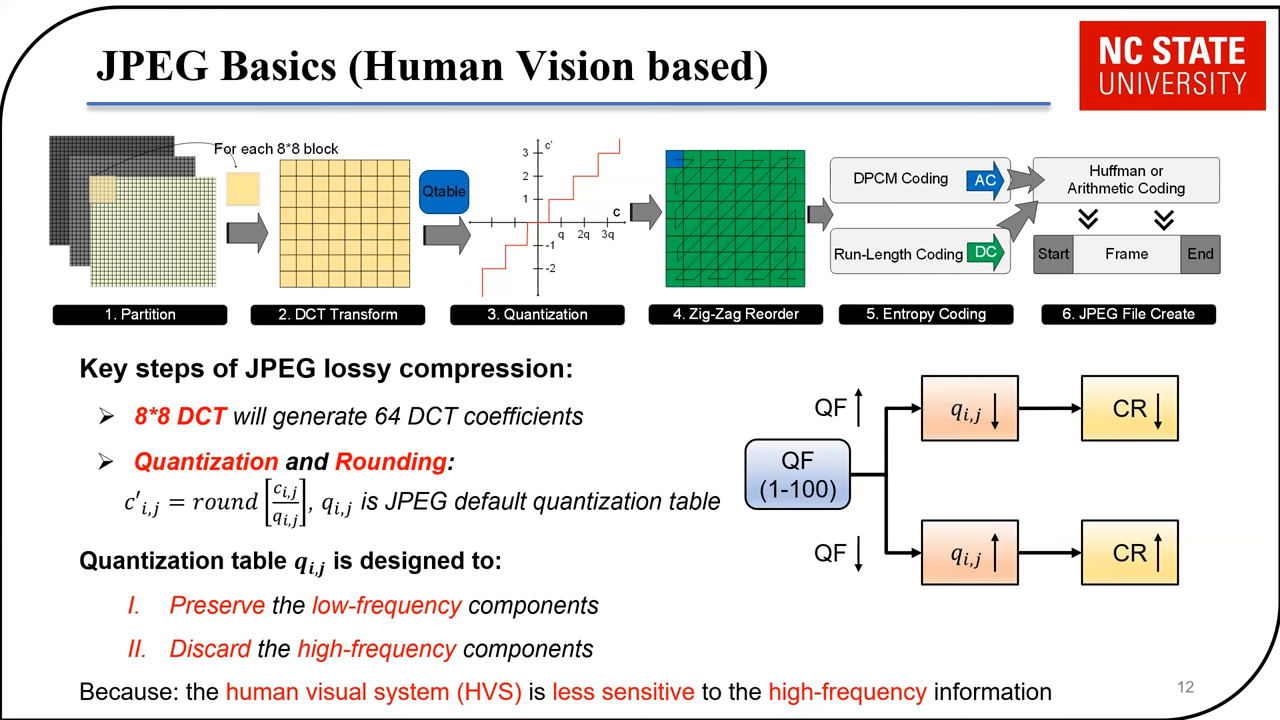 JPEG Basics (Human Vision based)
NC STATE
UNIVERSITY
For each 8*8 block
Qtable
c'
3
2
1
c
q 2q 3q
-1
-2
DPCM Coding AC
Run-Length Coding DC
Huffman or
Arithmetic Coding
Start Frame End
1. Partition
2. DCT Transform
3. Quantization
4. Zig-Zag Reorder
5. Entropy Coding
6. JPEG File Create
Key steps of JPEG lossy compression:
➢ 8*8 DCT will generate 64 DCT coefficients
➢ Quantization and Rounding:
c'i,j = round [ci,j / qi,j], qi,j is JPEG default quantization table
Quantization table qi,j is designed to:
I. Preserve the low-frequency components
II. Discard the high-frequency components
Because: the human visual system (HVS) is less sensitive to the high-frequency information
QF ↑ qi,j ↓ CR ↓
QF
(1-100)
QF ↓ qi,j ↑ CR ↑
12